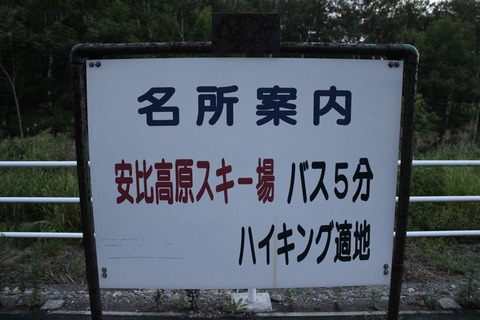 名所案内
安比高原スキー場 バス5分
ハイキング適地